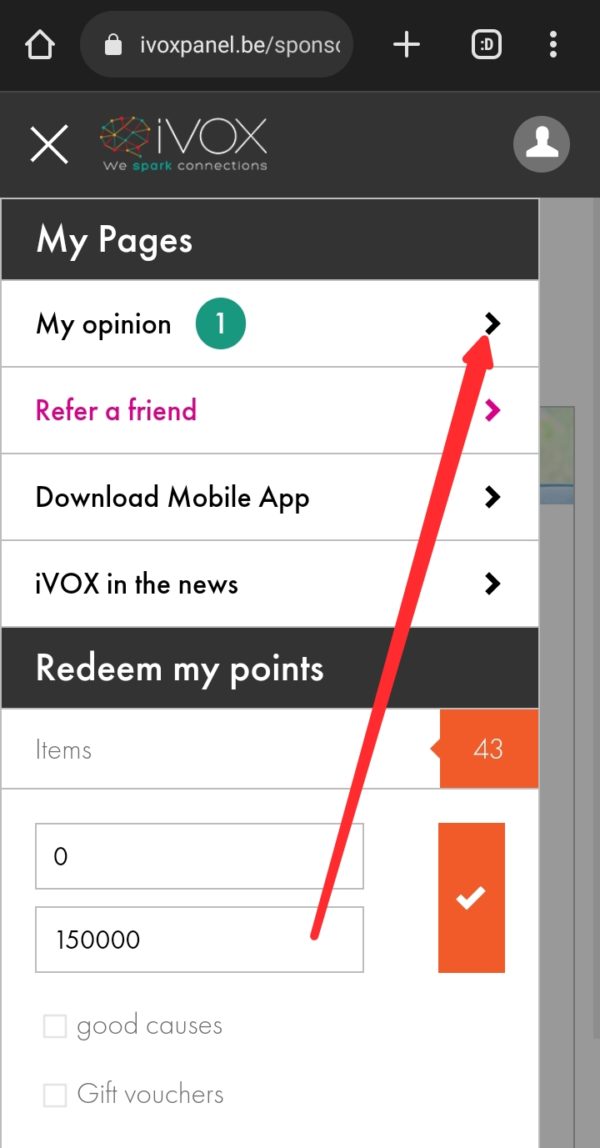 ivoxpanel.be/sponsc
:D
iVOX
We spark connections
My Pages
My opinion 1
Refer a friend
Download Mobile App
iVOX in the news
Redeem my points
Items 43
0
150000
good causes
Gift vouchers